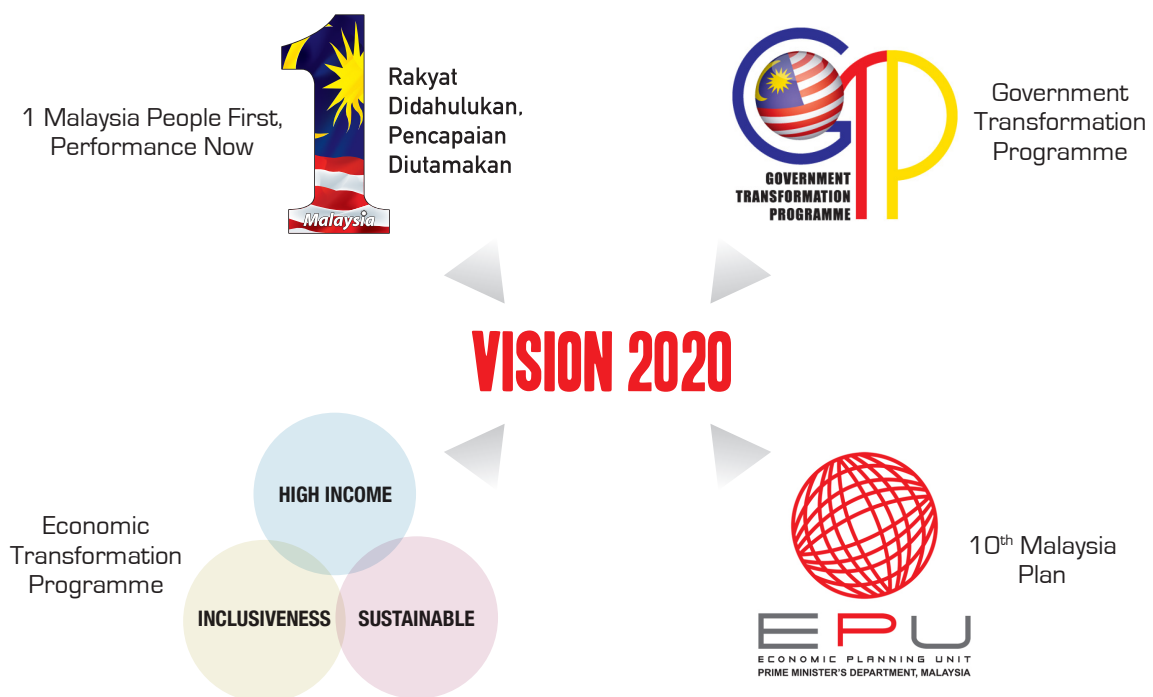 1 Malaysia People First,
Performance Now
Malaysia
Rakyat
Didahulukan,
Pencapaian
Diutamakan
GTP
GOVERNMENT
TRANSFORMATION
PROGRAMME
Government
Transformation
Programme
VISION 2020
Economic
Transformation
Programme
HIGH INCOME
INCLUSIVENESS
SUSTAINABLE
EPU
ECONOMIC PLANNING UNIT
PRIME MINISTER'S DEPARTMENT, MALAYSIA
10th Malaysia
Plan